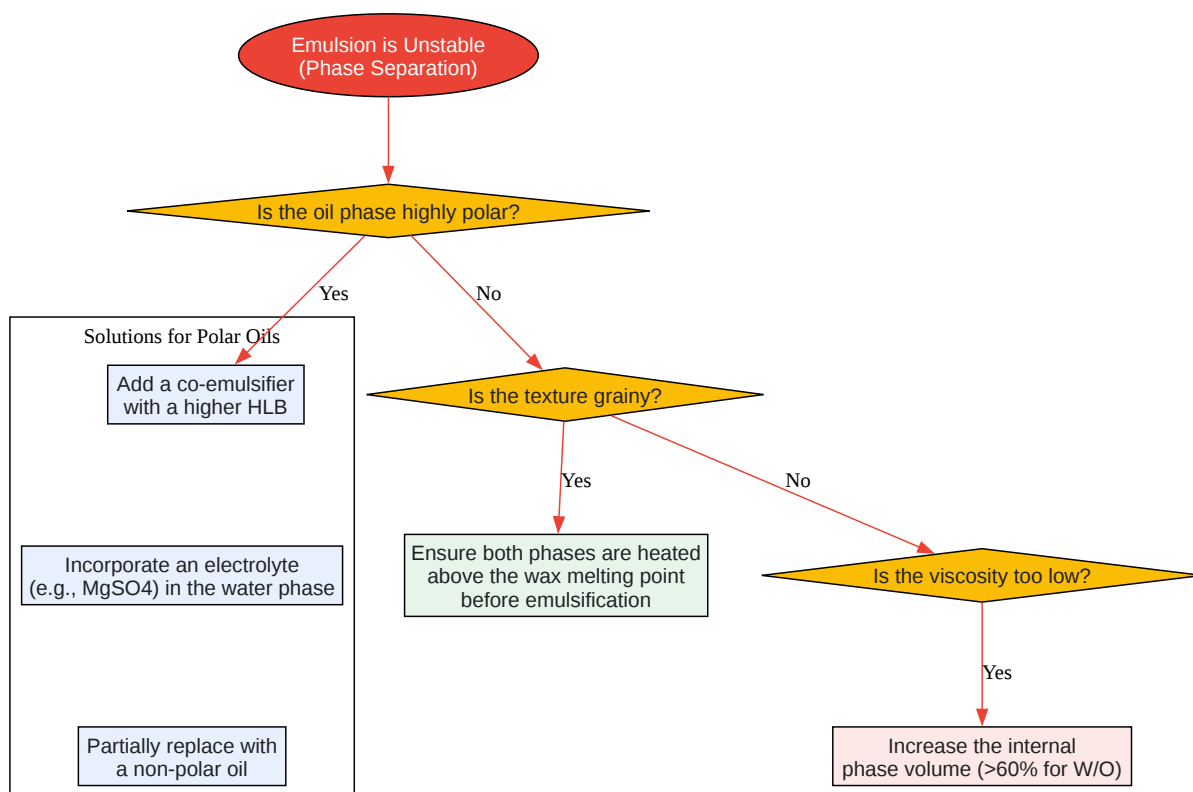 Emulsion is Unstable
(Phase Separation)
Is the oil phase highly polar?
Yes
No
Solutions for Polar Oils
Add a co-emulsifier
with a higher HLB
Is the texture grainy?
Yes
No
Incorporate an electrolyte
(e.g., MgSO4) in the water phase
Ensure both phases are heated
above the wax melting point
before emulsification
Is the viscosity too low?
Yes
Partially replace with
a non-polar oil
Increase the internal
phase volume (>60% for W/O)